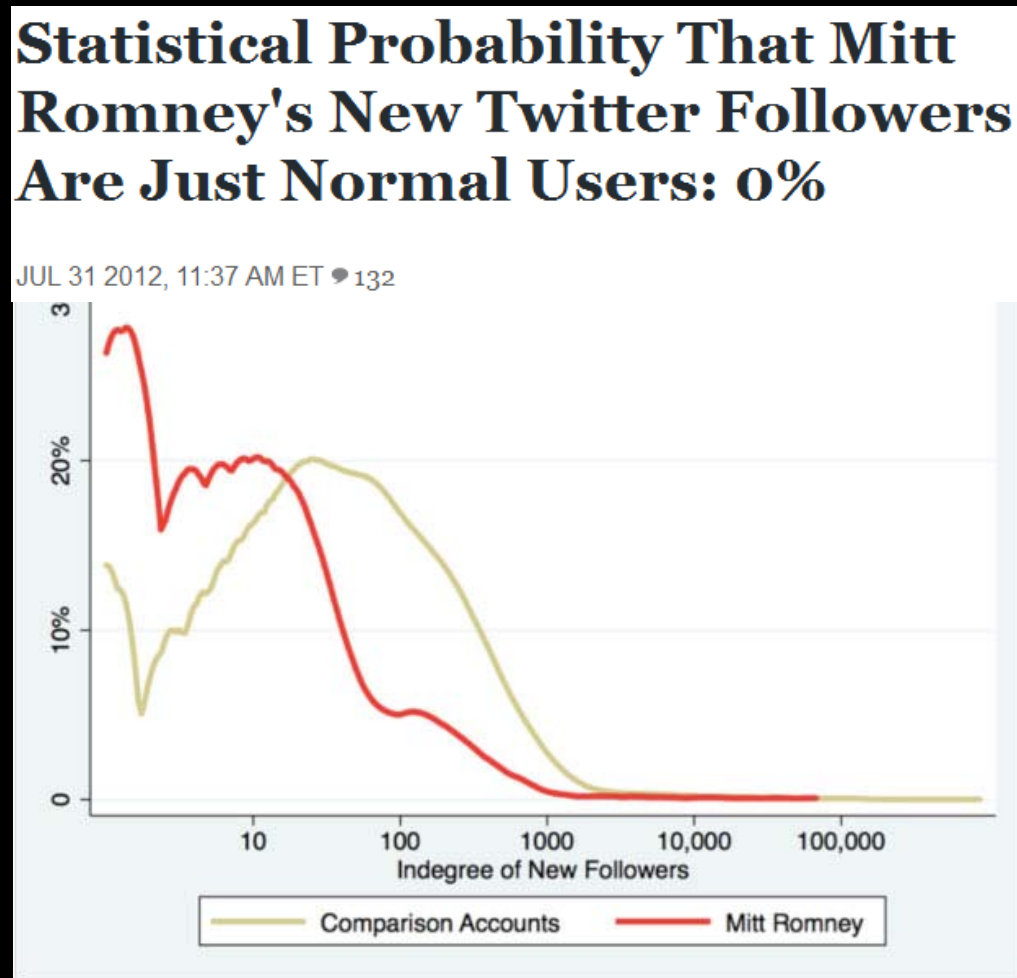 Statistical Probability That Mitt
Romney's New Twitter Followers
Are Just Normal Users: 0%
JUL 31 2012, 11:37 AM ET 132
3
20%
10%
0
10 100 1000 10,000 100,000
Indegree of New Followers
Comparison Accounts Mitt Romney